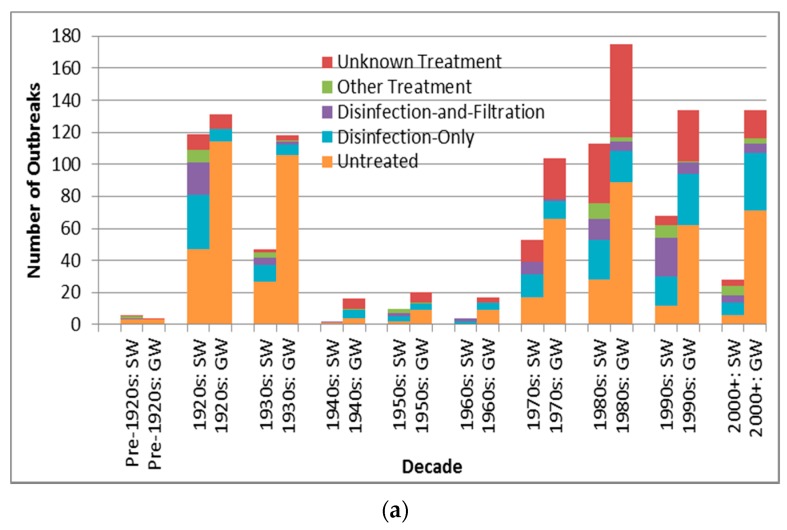 180
160
140
120
100
80
60
40
20
0
Number of Outbreaks
Unknown Treatment
Other Treatment
Disinfection-and-Filtration
Disinfection-Only
Untreated
Pre-1920s: SW
Pre-1920s: GW
1920s: SW
1920s: GW
1930s: SW
1930s: GW
1940s: SW
1940s: GW
1950s: SW
1950s: GW
1960s: SW
1960s: GW
1970s: SW
1970s: GW
1980s: SW
1980s: GW
1990s: SW
1990s: GW
2000+: SW
2000+: GW
Decade
(a)